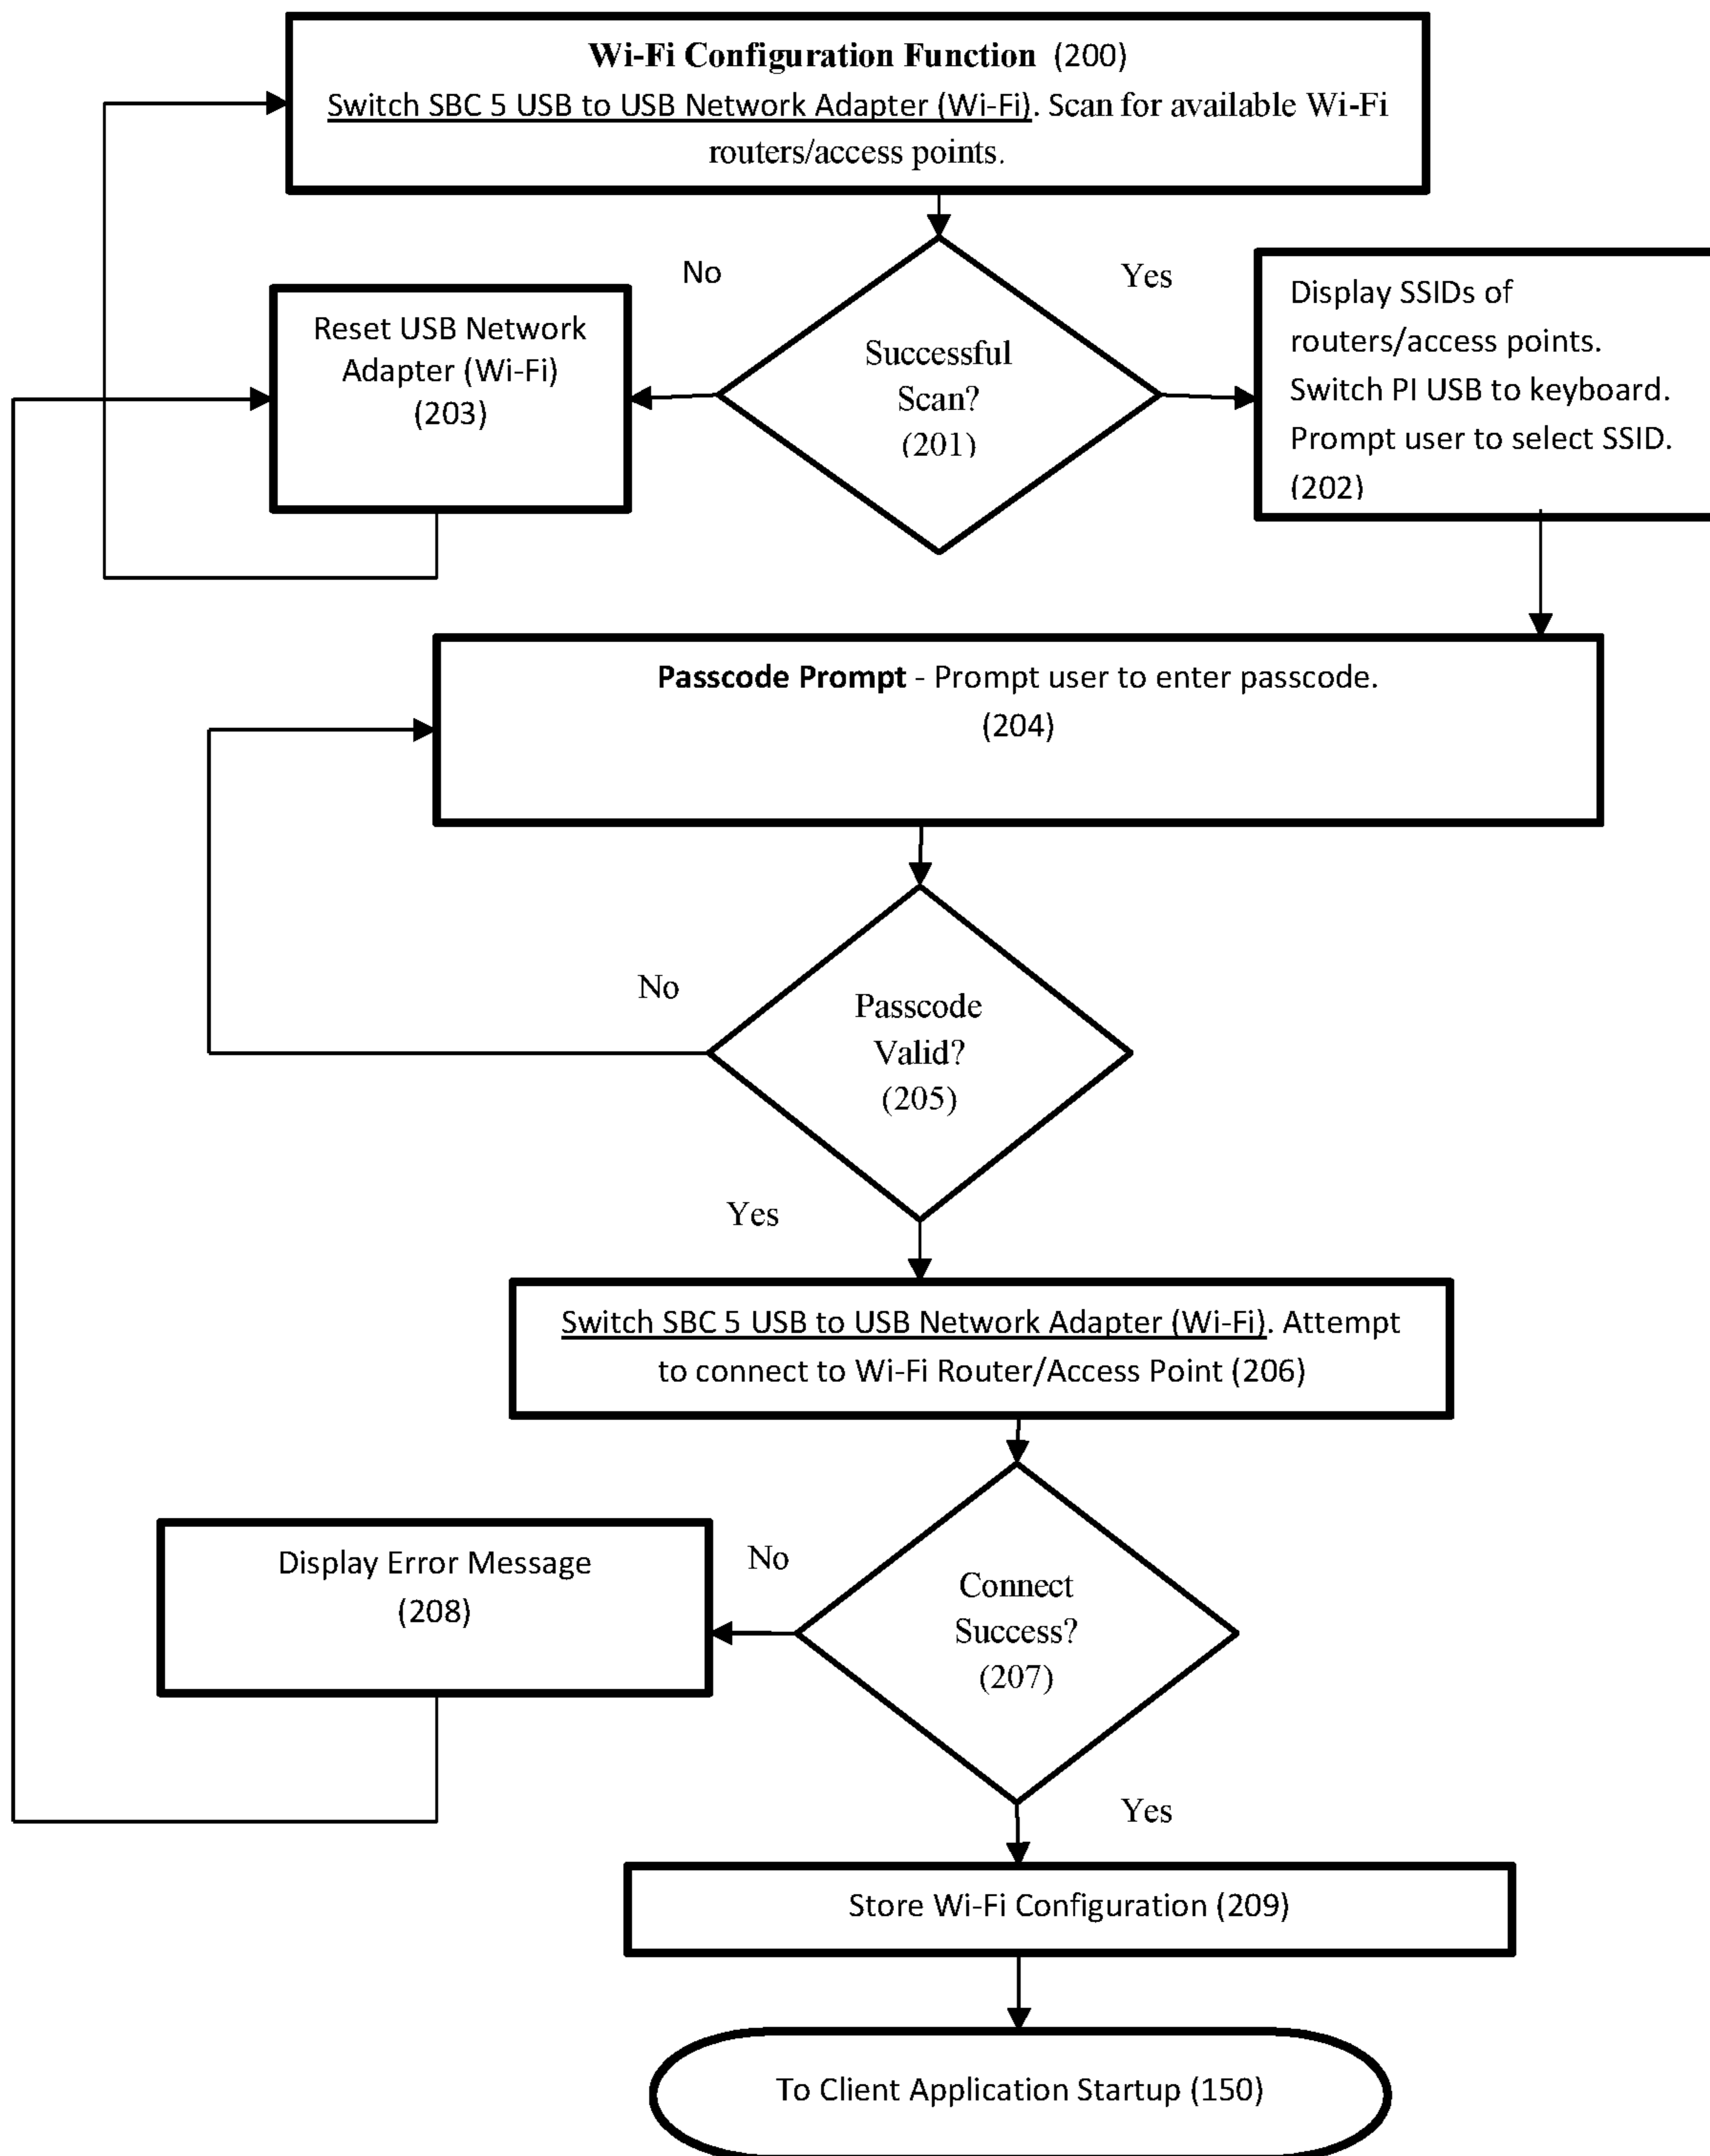 Wi-Fi Configuration Function (200)
Switch SBC 5 USB to USB Network Adapter (Wi-Fi). Scan for available Wi-Fi
routers/access points.
No
Yes
Reset USB Network
Adapter (Wi-Fi)
(203)
Successful
Scan?
(201)
Display SSIDs of
routers/access points.
Switch PI USB to keyboard.
Prompt user to select SSID.
(202)
Passcode Prompt - Prompt user to enter passcode.
(204)
No
Passcode
Valid?
(205)
Yes
Switch SBC 5 USB to USB Network Adapter (Wi-Fi). Attempt
to connect to Wi-Fi Router/Access Point (206)
Display Error Message
(208)
No
Connect
Success?
(207)
Yes
Store Wi-Fi Configuration (209)
To Client Application Startup (150)